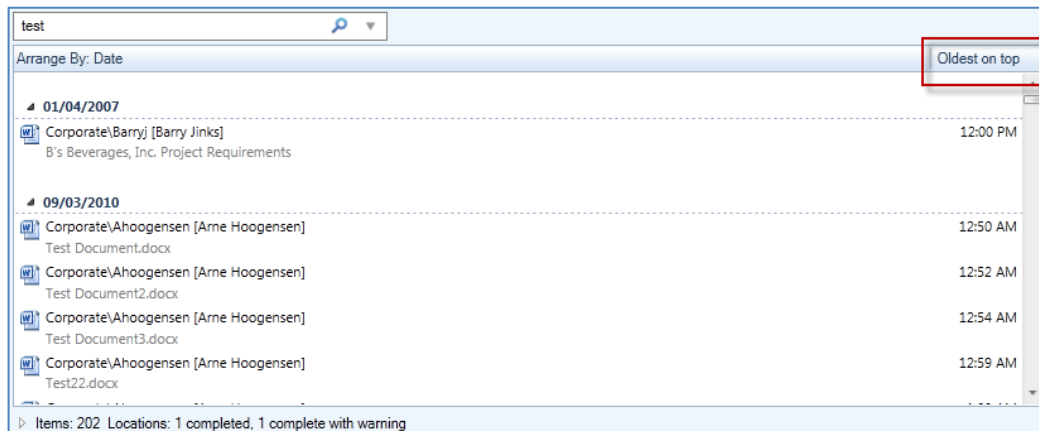 test
Arrange By: Date Oldest on top
01/04/2007
Corporate\Barryj [Barry Jinks] 12:00 PM
B's Beverages, Inc. Project Requirements
09/03/2010
Corporate\Ahoogensen [Arne Hoogensen] 12:50 AM
Test Document.docx
Corporate\Ahoogensen [Arne Hoogensen] 12:52 AM
Test Document2.docx
Corporate\Ahoogensen [Arne Hoogensen] 12:54 AM
Test Document3.docx
Corporate\Ahoogensen [Arne Hoogensen] 12:59 AM
Test22.docx
Items: 202 Locations: 1 completed, 1 complete with warning